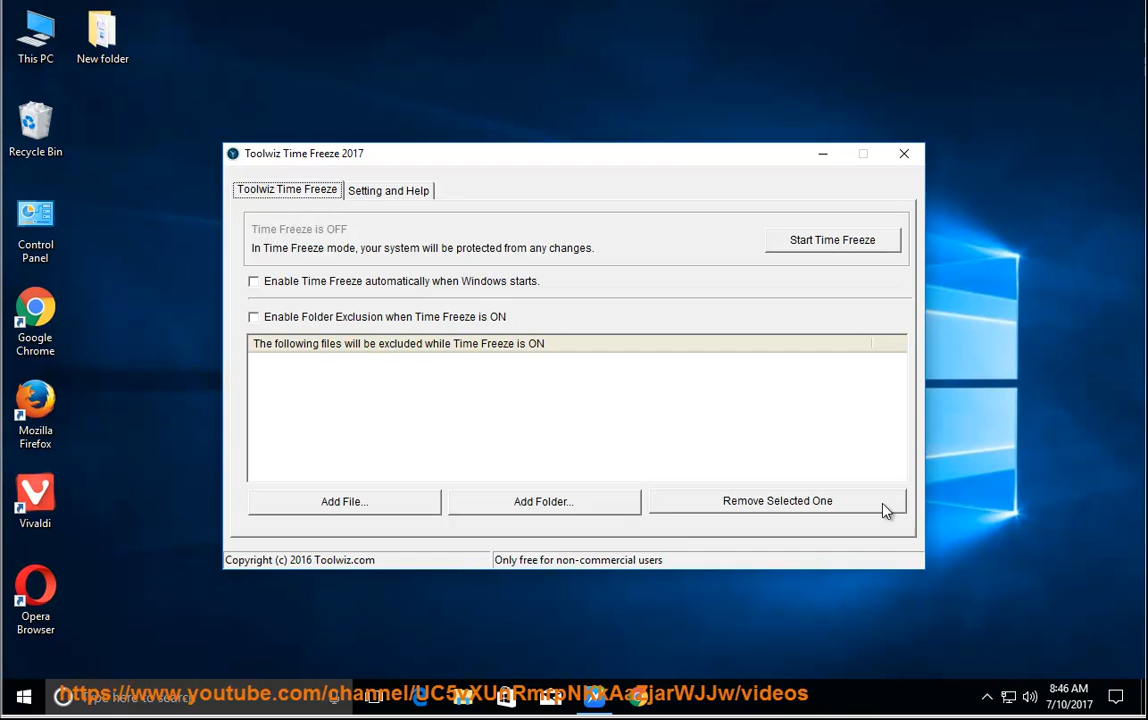 This PC
New folder
Recycle Bin
Control
Panel
Google
Chrome
Mozilla
Firefox
Vivaldi
Opera
Browser
Toolwiz Time Freeze 2017
Toolwiz Time Freeze
Setting and Help
Time Freeze is OFF
In Time Freeze mode, your system will be protected from any changes.
Start Time Freeze
Enable Time Freeze automatically when Windows starts.
Enable Folder Exclusion when Time Freeze is ON
The following files will be excluded while Time Freeze is ON
Add File...
Add Folder...
Remove Selected One
Copyright (c) 2016 Toolwiz.com
Only free for non-commercial users
8:46 AM
7/10/2017